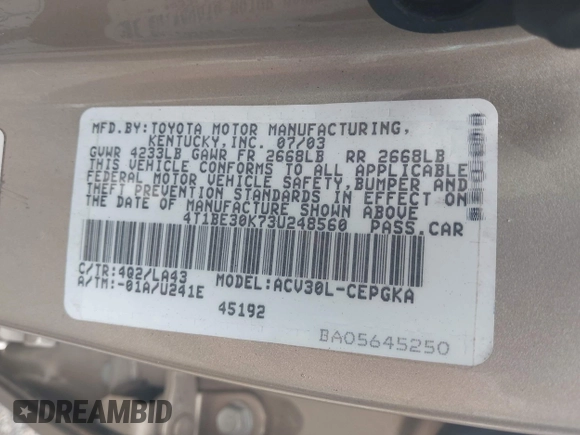 MFD.BY:TOYOTA MOTOR MANUFACTURING,
KENTUCKY,INC. 07/03
GVWR 4233LB GAWR FR 2668LB RR 2668LB
THIS VEHICLE CONFORMS TO ALL APPLICABLE
FEDERAL MOTOR VEHICLE SAFETY,BUMPER AND
THEFT PREVENTION STANDARDS IN EFFECT ON
THE DATE OF MANUFACTURE SHOWN ABOVE
4T1BE30K73U248560 PASS.CAR
C/TR:4Q2/LA43 MODEL:ACV30L-CEPGKA
A/TM:-01A/U241E
45192
BA05645250
DREAMBID